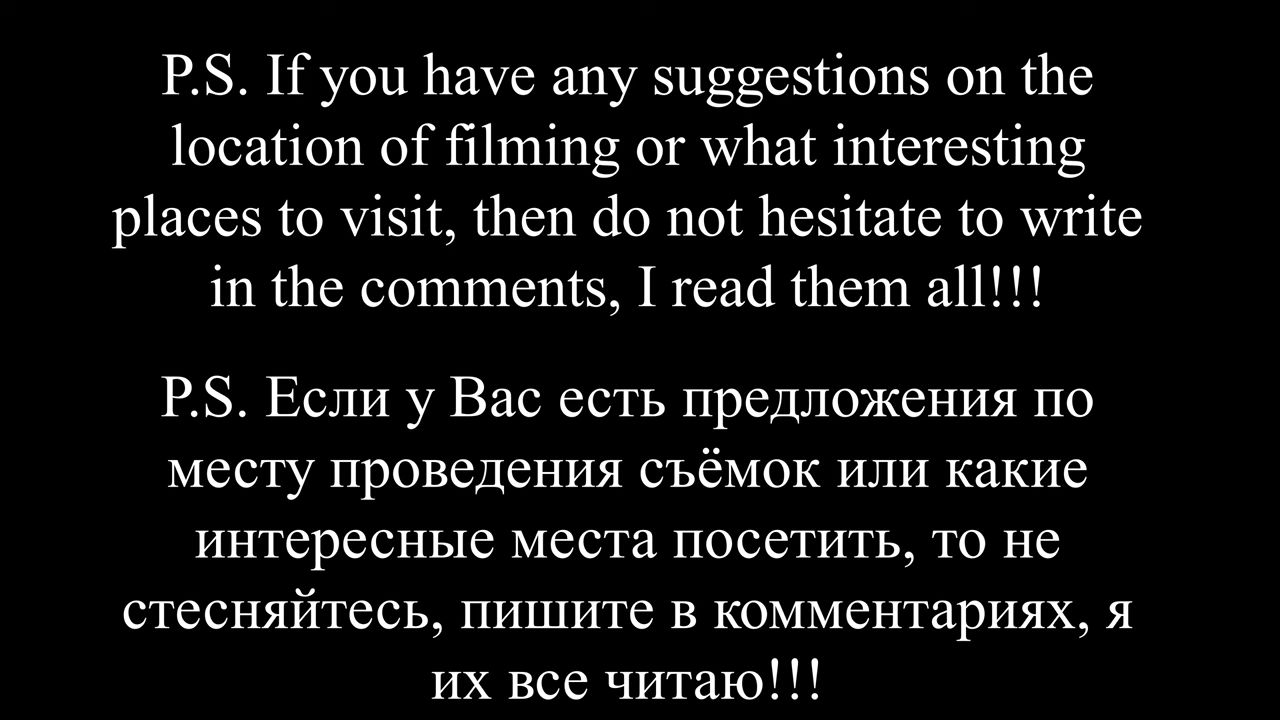 P.S. If you have any suggestions on the
location of filming or what interesting
places to visit, then do not hesitate to write
in the comments, I read them all!!!
P.S. Если у Вас есть предложения по
месту проведения съёмок или какие
интересные места посетить, то не
стесняйтесь, пишите в комментариях, я
их все читаю!!!